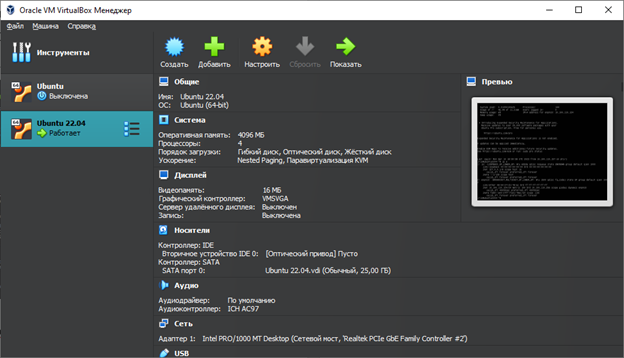 Oracle VM VirtualBox Менеджер
Файл Машина Справка
Инструменты
Ubuntu
Выключена
Ubuntu 22.04
Работает
Создать Добавить Настроить Сбросить Показать
Общие
Имя: Ubuntu 22.04
ОС: Ubuntu (64-bit)
Система
Оперативная память: 4096 МБ
Процессоры: 4
Порядок загрузки: Гибкий диск, Оптический диск, Жёсткий диск
Ускорение: Nested Paging, Паравиртуализация KVM
Превью
Дисплей
Видеопамять: 16 МБ
Графический контроллер: VMSVGA
Сервер удалённого дисплея: Выключен
Запись: Выключена
Носители
Контроллер: IDE
Вторичное устройство IDE 0: [Оптический привод] Пусто
Контроллер: SATA
SATA порт 0: Ubuntu 22.04.vdi (Обычный, 25,00 ГБ)
Аудио
Аудиодрайвер: По умолчанию
Аудиоконтроллер: ICH AC97
Сеть
Адаптер 1: Intel PRO/1000 MT Desktop (Сетевой мост, 'Realtek PCIe GbE Family Controller #2')
USB